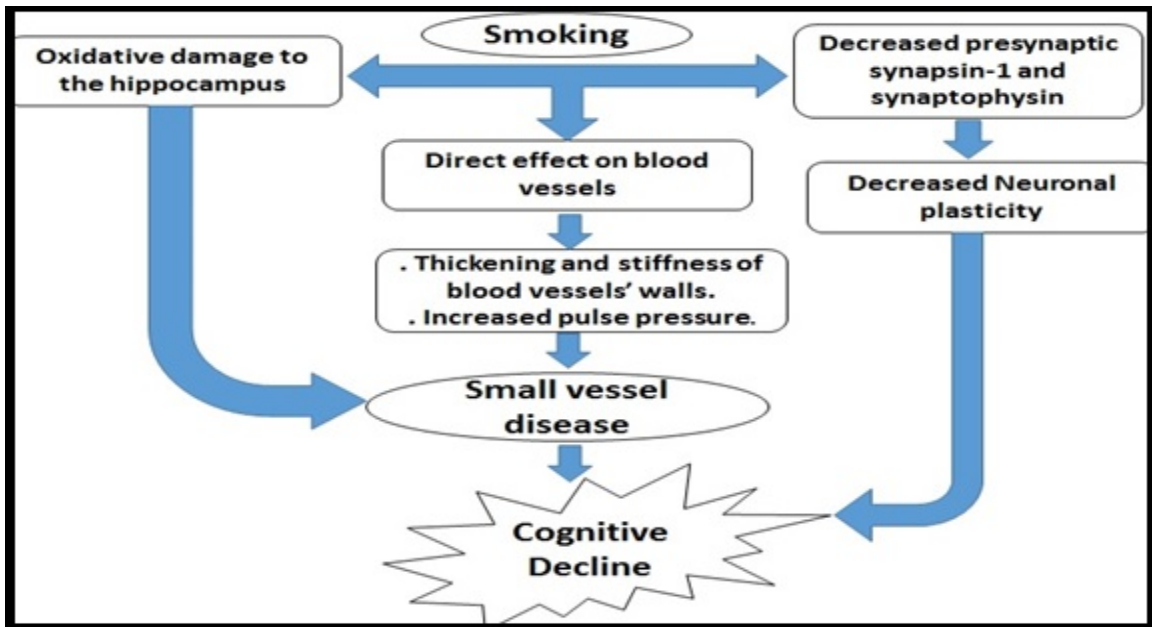 Smoking
Oxidative damage to
the hippocampus
Decreased presynaptic
synapsin-1 and
synaptophysin
Direct effect on blood
vessels
Decreased Neuronal
plasticity
. Thickening and stiffness of
blood vessels’ walls.
. Increased pulse pressure.
Small vessel
disease
Cognitive
Decline